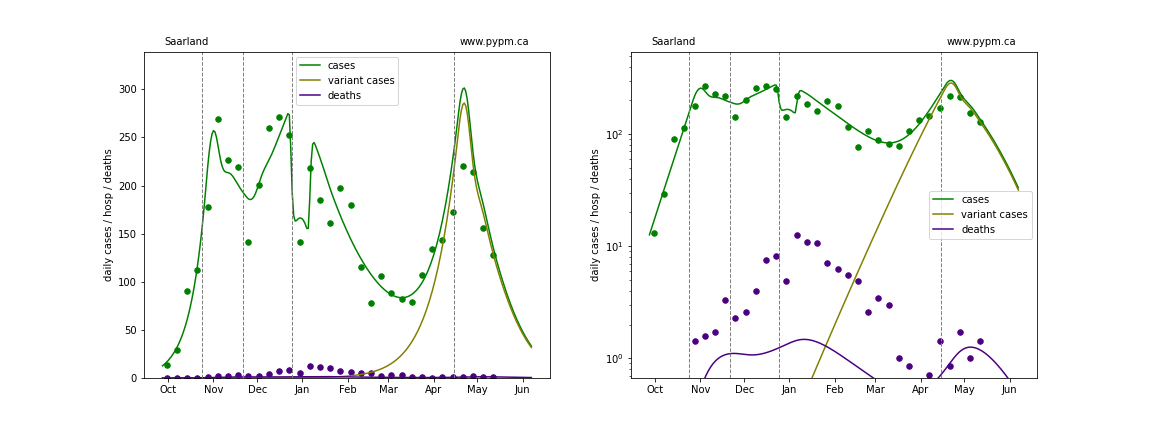 Saarland www.pypm.ca
daily cases / hosp / deaths
300
250
200
150
100
50
0
Oct Nov Dec Jan Feb Mar Apr May Jun
cases
variant cases
deaths
Saarland www.pypm.ca
daily cases / hosp / deaths
10²
10¹
10⁰
Oct Nov Dec Jan Feb Mar Apr May Jun
cases
variant cases
deaths